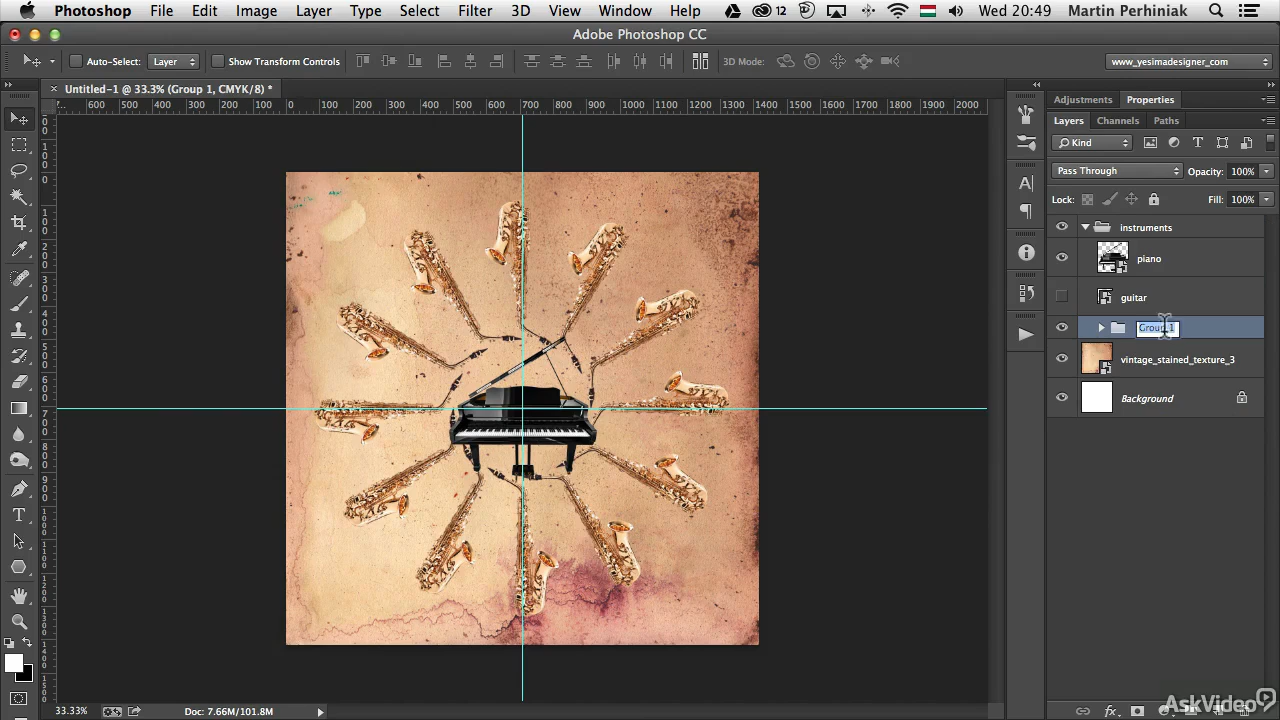 Photoshop File Edit Image Layer Type Select Filter 3D View Window Help 12 Wed 20:49 Martin Perhiniak
Adobe Photoshop CC
Auto-Select: Layer Show Transform Controls 3D Mode: www_yesimadesigner_com
× Untitled-1 @ 33.3% (Group 1, CMYK/8) *
Adjustments Properties
600 500 400 300 200 100 0 100 200 300 400 500 600 700 800 900 1000 1100 1200 1300 1400 1500 1600 1700 1800 1900 2000
Layers Channels Paths
Kind
Pass Through Opacity: 100%
Lock: Fill: 100%
instruments
piano
guitar
Group 1
vintage_stained_texture_3
Background
33.33% Doc: 7.66M/101.8M
AskVideo